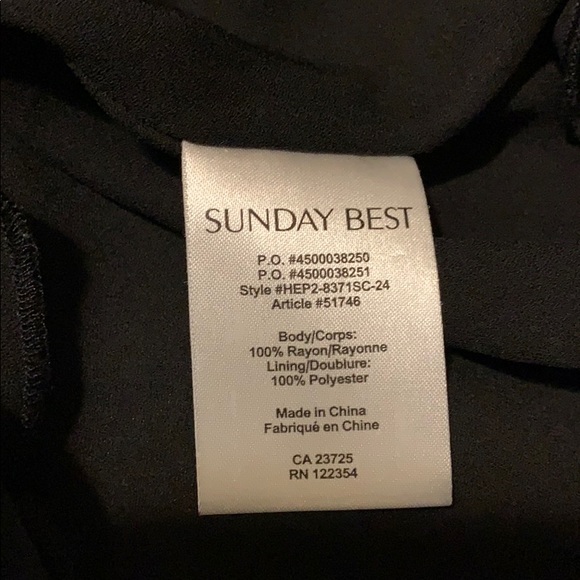 SUNDAY BEST
P.O. #4500038250
P.O. #4500038251
Style #HEP2-8371SC-24
Article #51746
Body/Corps:
100% Rayon/Rayonne
Lining/Doublure:
100% Polyester
Made in China
Fabriqué en Chine
CA 23725
RN 122354